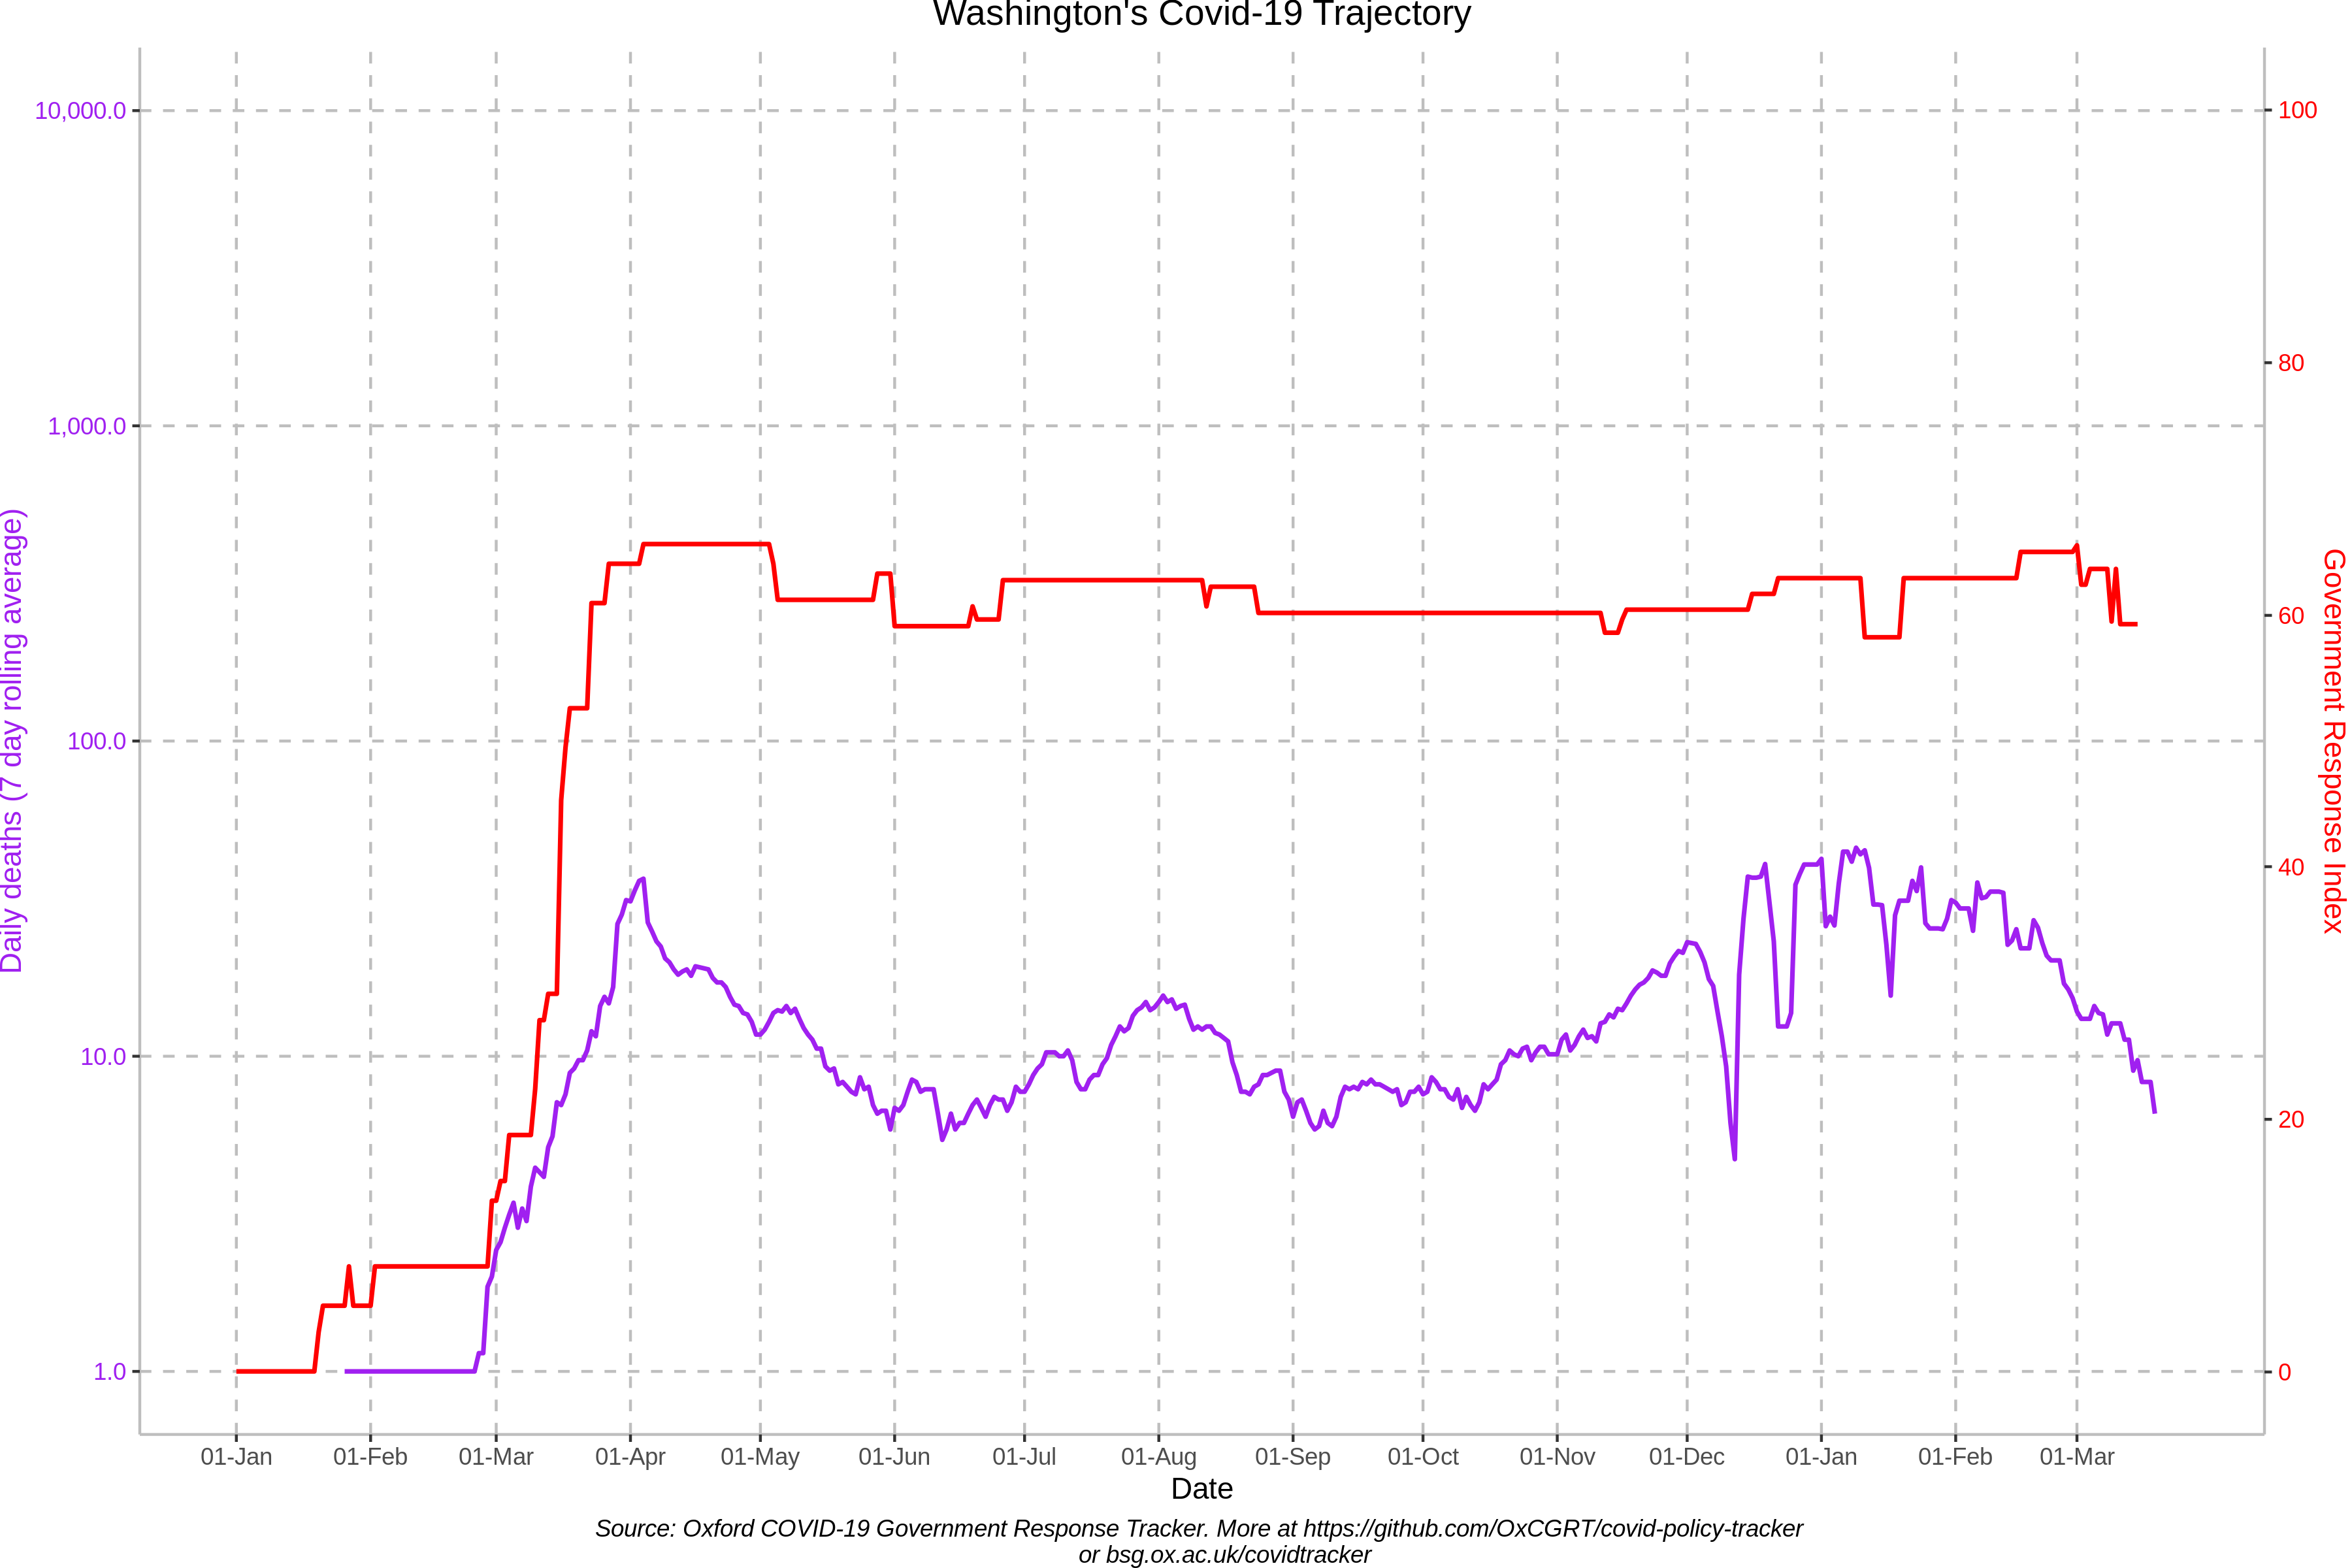 Washington's Covid-19 Trajectory
10,000.0
1,000.0
100.0
10.0
1.0
Daily deaths (7 day rolling average)
100
80
60
40
20
0
Government Response Index
01-Jan 01-Feb 01-Mar 01-Apr 01-May 01-Jun 01-Jul 01-Aug 01-Sep 01-Oct 01-Nov 01-Dec 01-Jan 01-Feb 01-Mar
Date
Source: Oxford COVID-19 Government Response Tracker. More at https://github.com/OxCGRT/covid-policy-tracker
or bsg.ox.ac.uk/covidtracker